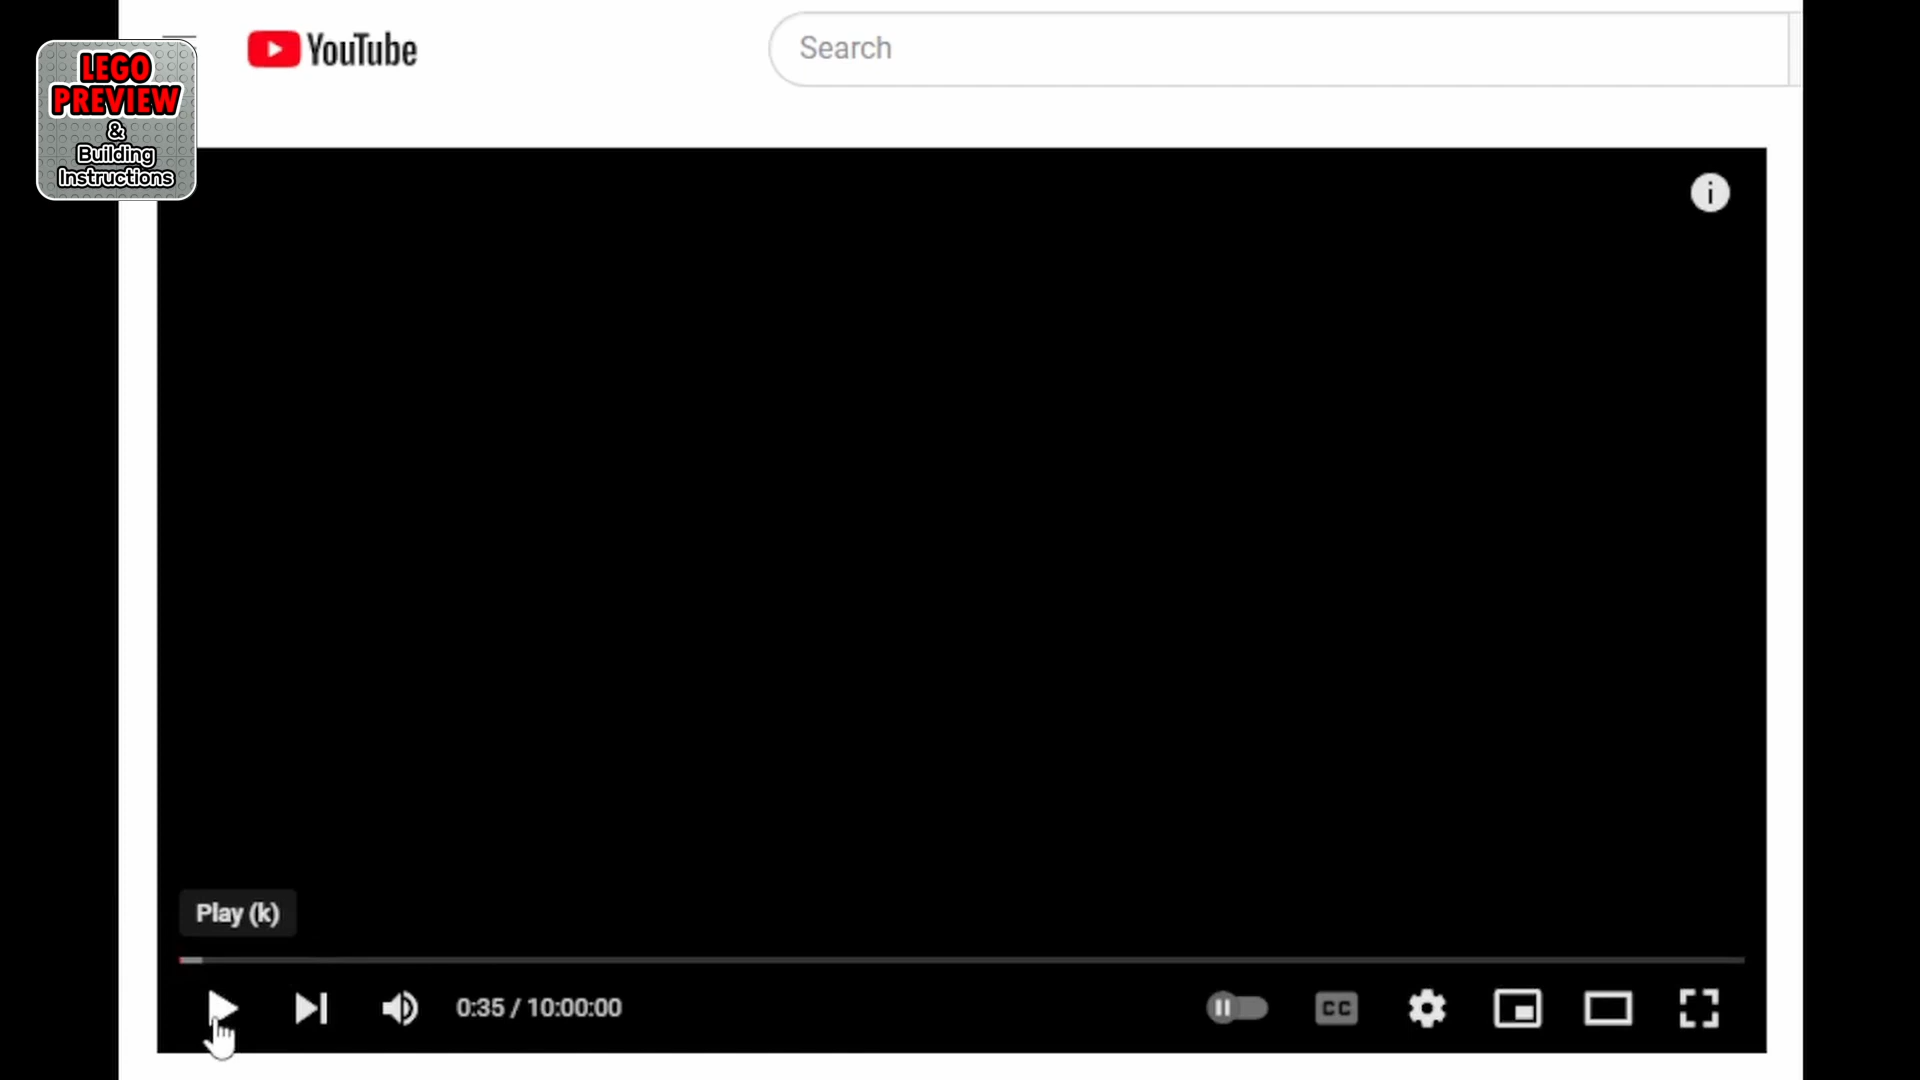 YouTube
Search
LEGO
PREVIEW
&
Building
Instructions
i
Play (k)
0:35 / 10:00:00
CC